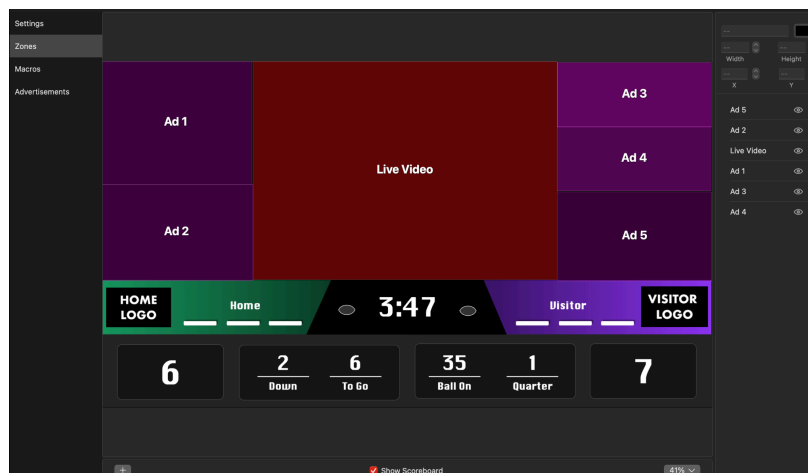 Settings
Zones
Macros
Advertisements
Ad 1
Ad 2
Live Video
Ad 3
Ad 4
Ad 5
HOME
LOGO
Home
3:47
Visitor
VISITOR
LOGO
6
2
Down
6
To Go
35
Ball On
1
Quarter
7
+
Show Scoreboard
41%
--
-- --
Width Height
-- --
X Y
Ad 5
Ad 2
Live Video
Ad 1
Ad 3
Ad 4